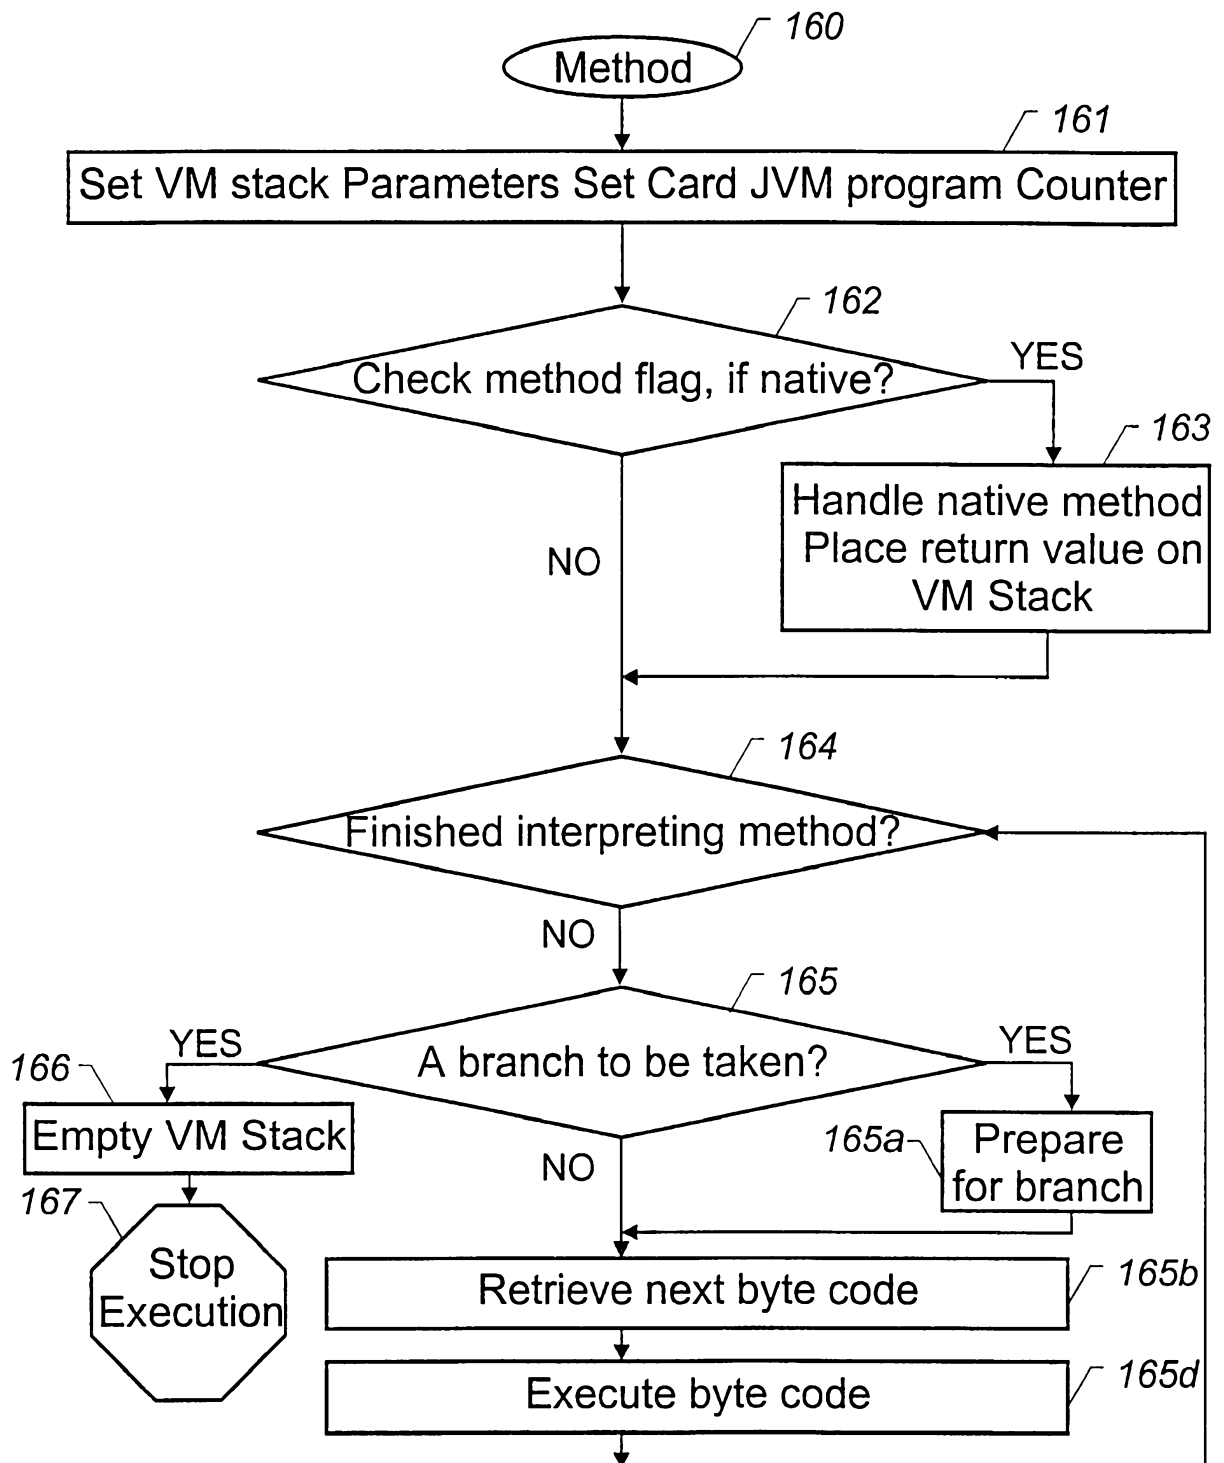 160
Method
161
Set VM stack Parameters Set Card JVM program Counter
162
Check method flag, if native?
YES
163
Handle native method
Place return value on
VM Stack
NO
164
Finished interpreting method?
NO
165
A branch to be taken?
YES
YES
166
Empty VM Stack
165a
Prepare
for branch
NO
167
Stop
Execution
Retrieve next byte code
165b
Execute byte code
165d